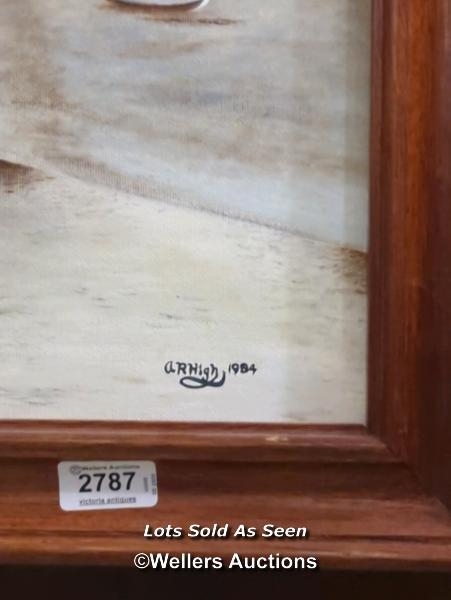 A R High 1984
Wellers Auctions
2787
victoria antiques
Lots Sold As Seen
©Wellers Auctions